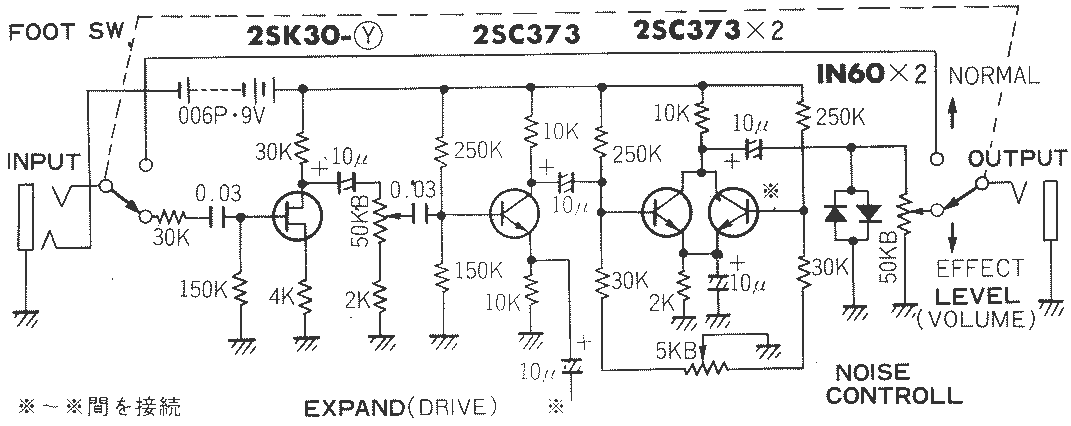 FOOT SW.
2SK30-Ⓨ
2SC373
2SC373×2
IN60×2
NORMAL
006P·9V
INPUT
30K
0.03
150K
30K
10μ
+
4K
50KB
2K
0.03
250K
150K
10K
+
10μ
10K
10μ
+
250K
30K
10K
10μ
+
※
250K
2K
+
10μ
30K
5KB
50KB
OUTPUT
EFFECT
LEVEL
(VOLUME)
NOISE
CONTROLL
※～※間を接続
EXPAND(DRIVE)
※